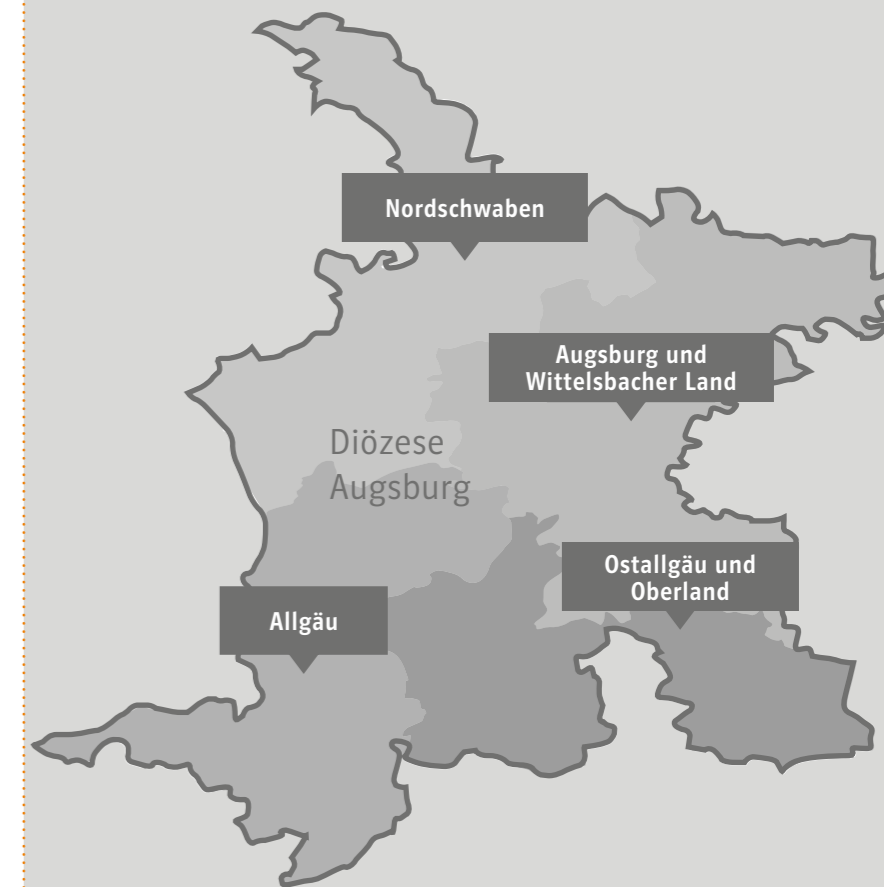 Nordschwaben
Augsburg und
Wittelsbacher Land
Diözese
Augsburg
Ostallgäu und
Oberland
Allgäu